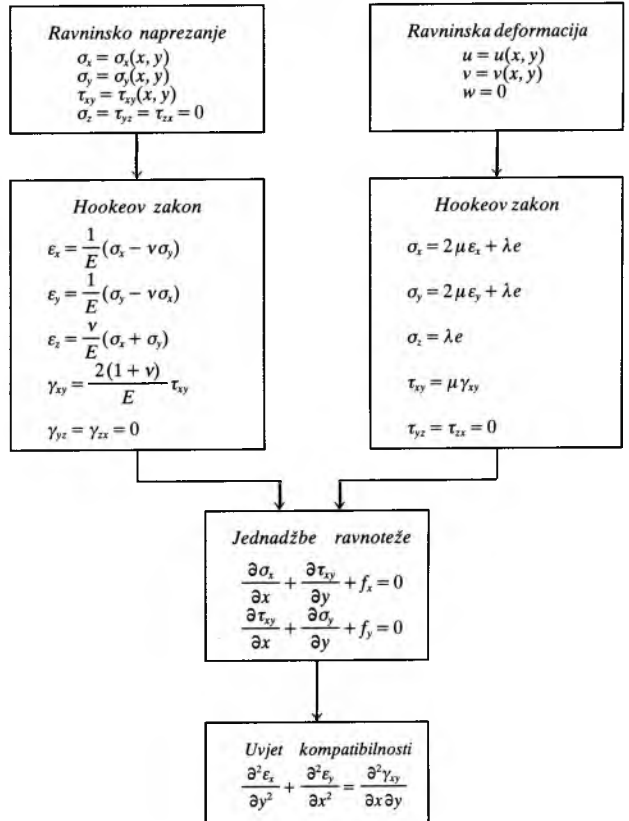 Ravninsko naprezanje
σx = σx(x, y)
σy = σy(x, y)
τxy = τxy(x, y)
σz = τyz = τzx = 0
Ravninska deformacija
u = u(x, y)
v = v(x, y)
w = 0
Hookeov zakon
εx = 1/E (σx − νσy)
εy = 1/E (σy − νσx)
εz = ν/E (σx + σy)
γxy = 2(1 + ν)/E τxy
γyz = γzx = 0
Hookeov zakon
σx = 2μεx + λe
σy = 2μεy + λe
σz = λe
τxy = μγxy
τyz = τzx = 0
Jednadžbe ravnoteže
∂σx/∂x + ∂τxy/∂y + fx = 0
∂τxy/∂x + ∂σy/∂y + fy = 0
Uvjet kompatibilnosti
∂²εx/∂y² + ∂²εy/∂x² = ∂²γxy/∂x∂y